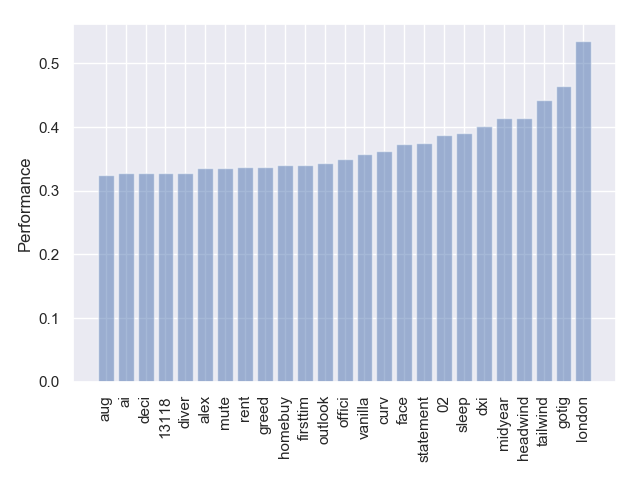 0.5
0.4
0.3
0.2
0.1
0.0
Performance
aug
ai
deci
13118
diver
alex
mute
rent
greed
homebuy
firsttim
outlook
offici
vanilla
curv
face
statement
02
sleep
dxi
midyear
headwind
tailwind
gotig
london